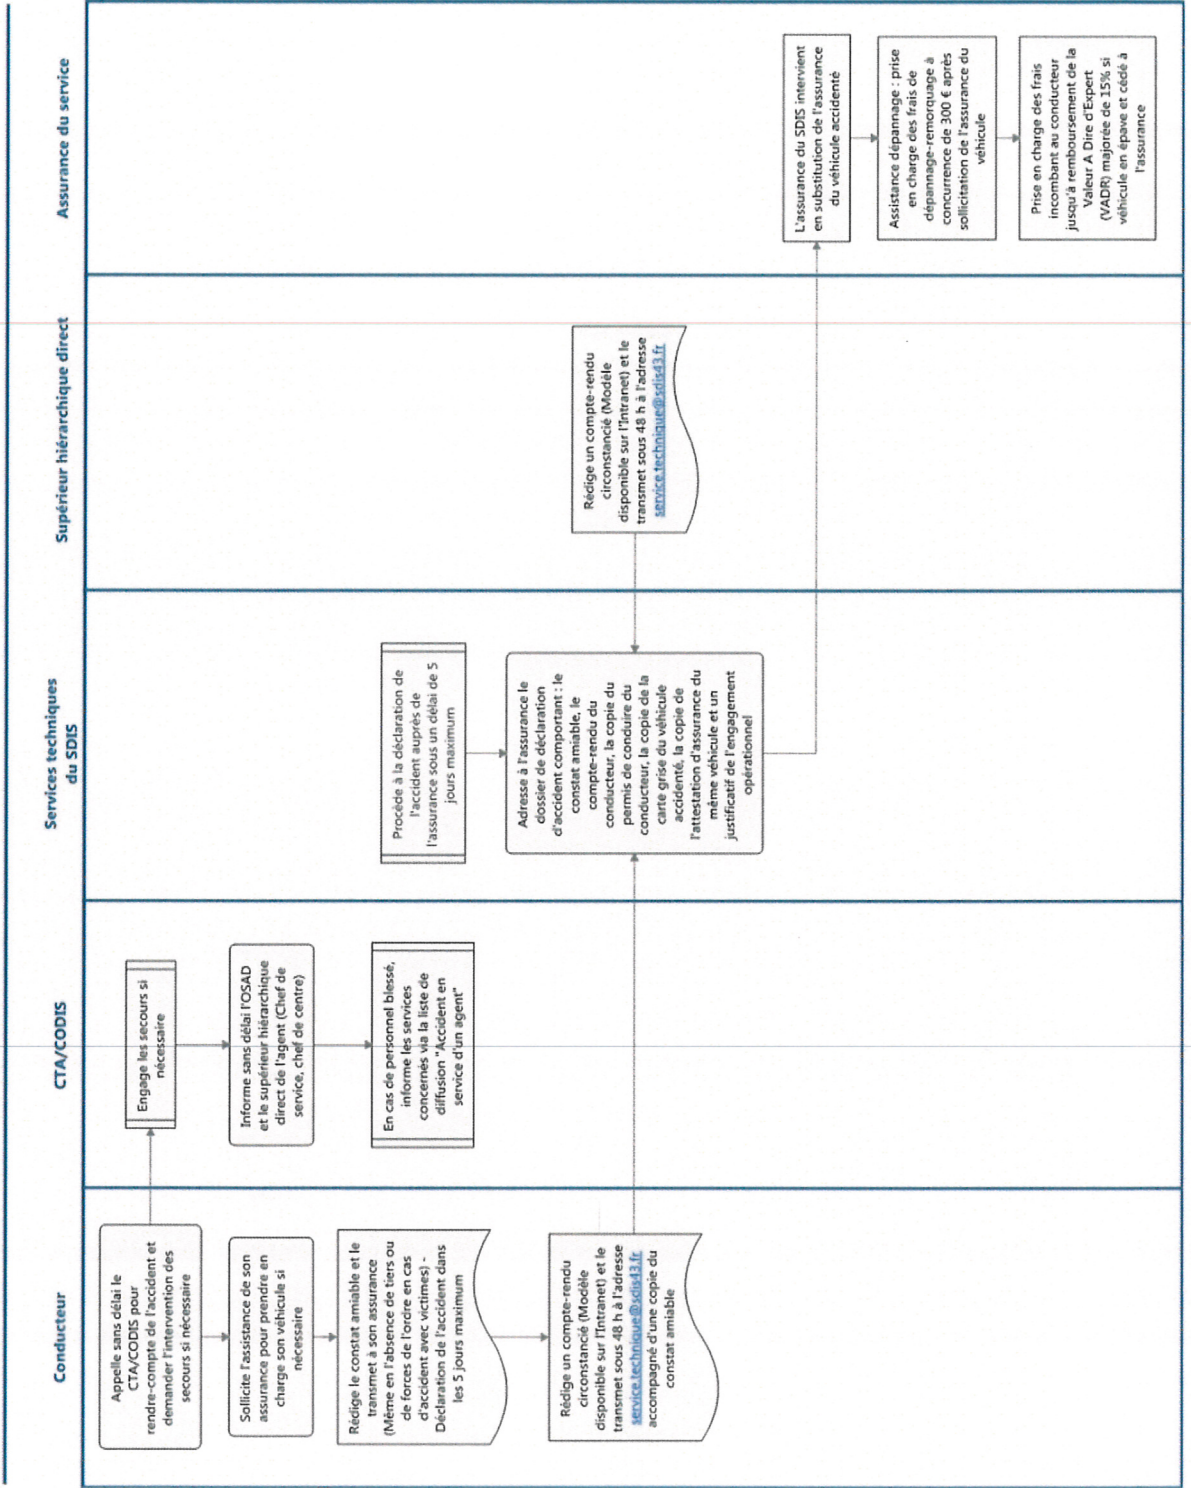 Conducteur
CTA/CODIS
Services techniques
du SDIS
Supérieur hiérarchique direct
Assurance du service
Appelle sans délai le
CTA/CODIS pour
rendre-compte de l'accident et
demander l'intervention des
secours si nécessaire
Sollicite l'assistance de son
assurance pour prendre en
charge son véhicule si
nécessaire
Rédige le constat amiable et le
transmet à son assurance
(Même en l'absence de tiers ou
de forces de l'ordre en cas
d'accident avec victimes) -
Déclaration de l'accident dans
les 5 jours maximum
Rédige un compte-rendu
circonstancié (Modèle
disponible sur l'Intranet) et le
transmet sous 48 h à l'adresse
service.technique@sdis43.fr
accompagné d'une copie du
constat amiable
Engage les secours si
nécessaire
Informe sans délai l'OSAD
et le supérieur hiérarchique
direct de l'agent (Chef de
service, chef de centre)
En cas de personnel blessé,
informe les services
concernés via la liste de
diffusion "Accident en
service d'un agent"
Procède à la déclaration de
l'accident auprès de
l'assurance sous un délai de 5
jours maximum
Adresse à l'assurance le
dossier de déclaration
d'accident comportant : le
constat amiable, le
compte-rendu du
conducteur, la copie du
permis de conduire du
conducteur, la copie de la
carte grise du véhicule
accidenté, la copie de
l'attestation d'assurance du
même véhicule et un
justificatif de l'engagement
opérationnel
Rédige un compte-rendu
circonstancié (Modèle
disponible sur l'Intranet) et le
transmet sous 48 h à l'adresse
service.technique@sdis43.fr
L'assurance du SDIS intervient
en substitution de l'assurance
du véhicule accidenté
Assistance dépannage : prise
en charge des frais de
dépannage-remorquage à
concurrence de 300 € après
sollicitation de l'assurance du
véhicule
Prise en charge des frais
incombant au conducteur
jusqu'à remboursement de la
Valeur A Dire d'Expert
(VADR) majorée de 15% si
véhicule en épave et cédé à
l'assurance